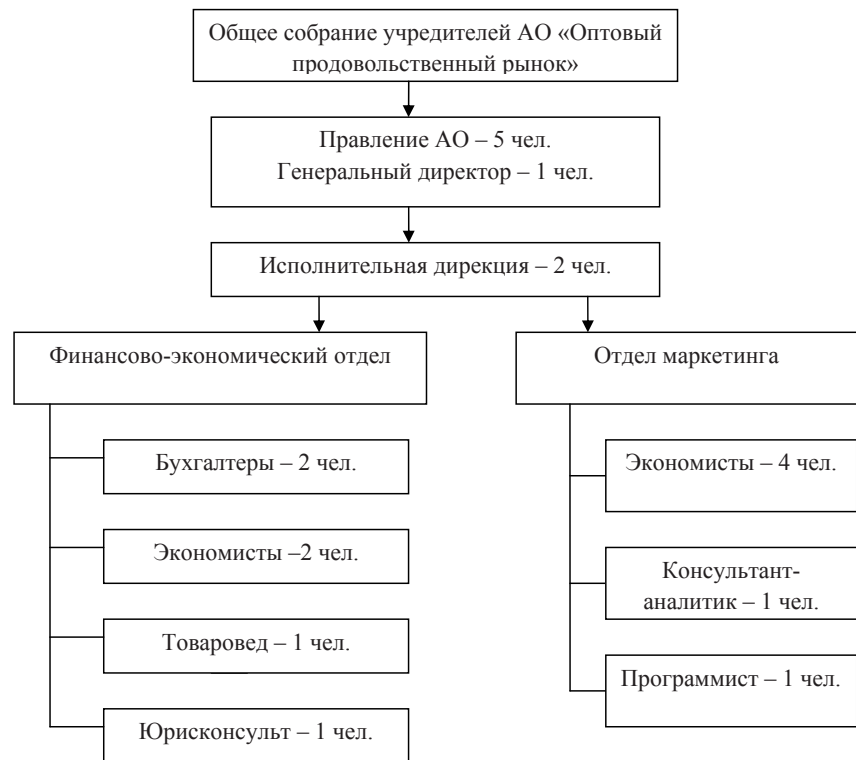 Общее собрание учредителей АО «Оптовый
продовольственный рынок»
Правление АО – 5 чел.
Генеральный директор – 1 чел.
Исполнительная дирекция – 2 чел.
Финансово-экономический отдел
Бухгалтеры – 2 чел.
Экономисты –2 чел.
Товаровед – 1 чел.
Юрисконсульт – 1 чел.
Отдел маркетинга
Экономисты – 4 чел.
Консультант-
аналитик – 1 чел.
Программист – 1 чел.